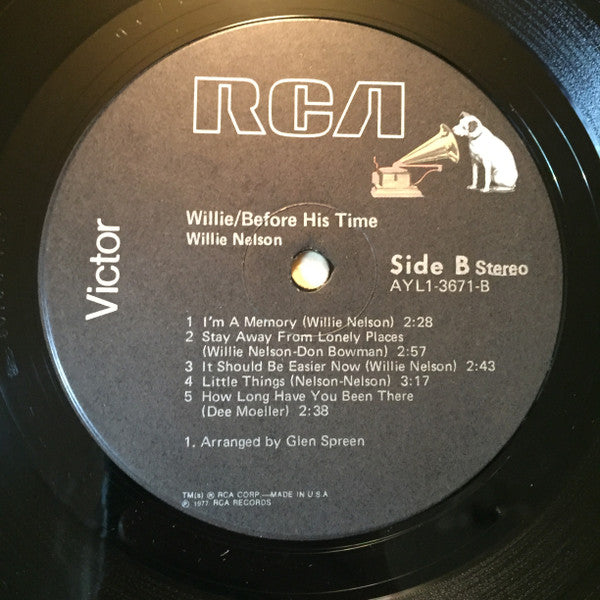 RCA
Victor
Willie/Before His Time
Willie Nelson
Side B Stereo
AYL1-3671-B
1 I'm A Memory (Willie Nelson) 2:28
2 Stay Away From Lonely Places
(Willie Nelson-Don Bowman) 2:57
3 It Should Be Easier Now (Willie Nelson) 2:43
4 Little Things (Nelson-Nelson) 3:17
5 How Long Have You Been There
(Dee Moeller) 2:38
1. Arranged by Glen Spreen
TM(s) ® RCA CORP.—MADE IN U.S.A
℗ 1977 RCA RECORDS